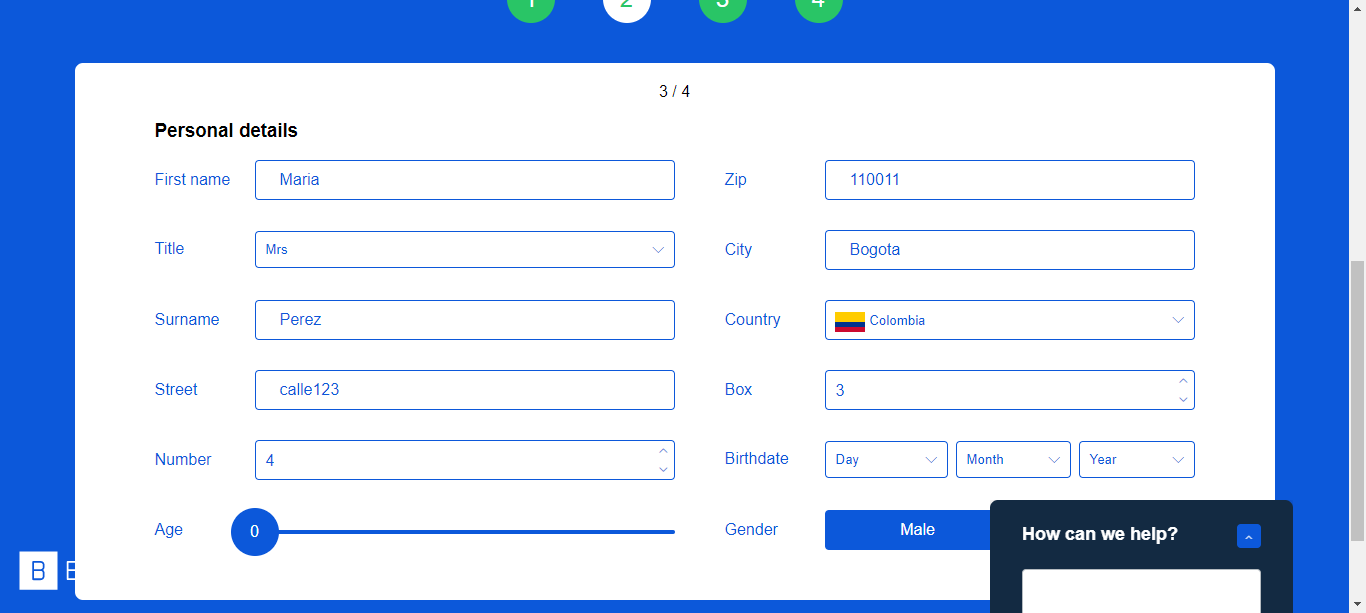 1 2 3 4
3 / 4
Personal details
First name Maria Zip 110011
Title Mrs City Bogota
Surname Perez Country Colombia
Street calle123 Box 3
Number 4 Birthdate Day Month Year
Age 0 Gender Male
How can we help?
B